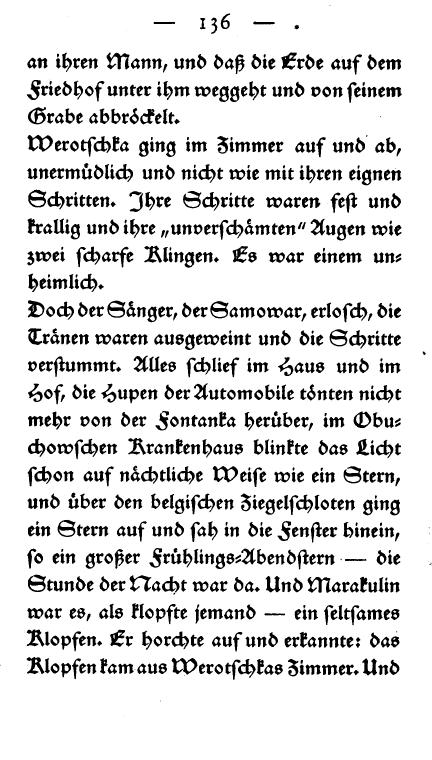 — 136 —
an ihren Mann, und daß die Erde auf dem
Friedhof unter ihm weggeht und von seinem
Grabe abbröckelt.
Werotschka ging im Zimmer auf und ab,
unermüdlich und nicht wie mit ihren eignen
Schritten. Ihre Schritte waren fest und
krallig und ihre „unverschämten“ Augen wie
zwei scharfe Klingen. Es war einem un-
heimlich.
Doch der Sänger, der Samowar, erlosch, die
Tränen waren ausgeweint und die Schritte
verstummt. Alles schlief im Haus und im
Hof, die Hupen der Automobile tönten nicht
mehr von der Fontanka herüber, im Obu-
chowschen Krankenhaus blinkte das Licht
schon auf nächtliche Weise wie ein Stern,
und über den belgischen Ziegelschloten ging
ein Stern auf und sah in die Fenster hinein,
so ein großer Frühlings-Abendstern — die
Stunde der Nacht war da. Und Marakulin
war es, als klopfte jemand — ein seltsames
Klopfen. Er horchte auf und erkannte: das
Klopfen kam aus Werotschkas Zimmer. Und